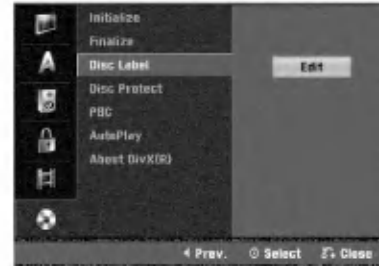 Initialize
Finalize
Disc Label
Edit
Disc Protect
PBC
AutoPlay
About DivX(R)
Prev.
Select
Close